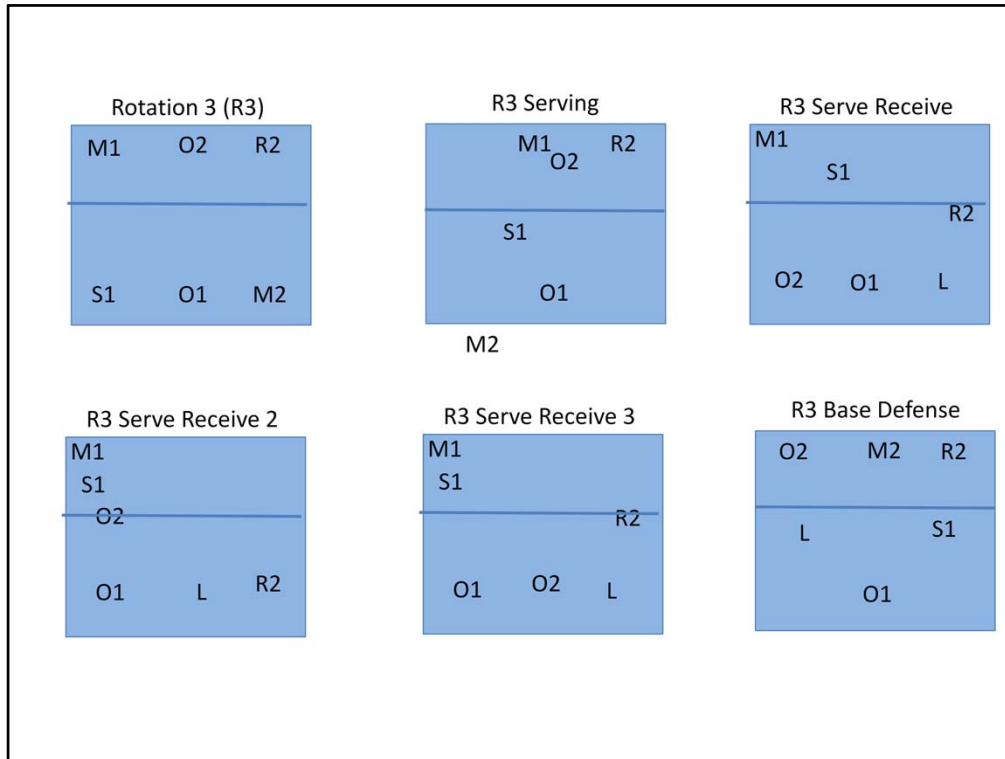 Rotation 3 (R3)
M1 O2 R2
S1 O1 M2
R3 Serving
M1 R2
O2
S1
O1
M2
R3 Serve Receive
M1
S1
R2
O2 O1 L
R3 Serve Receive 2
M1
S1
O2
O1 L R2
R3 Serve Receive 3
M1
S1
R2
O1 O2 L
R3 Base Defense
O2 M2 R2
L S1
O1